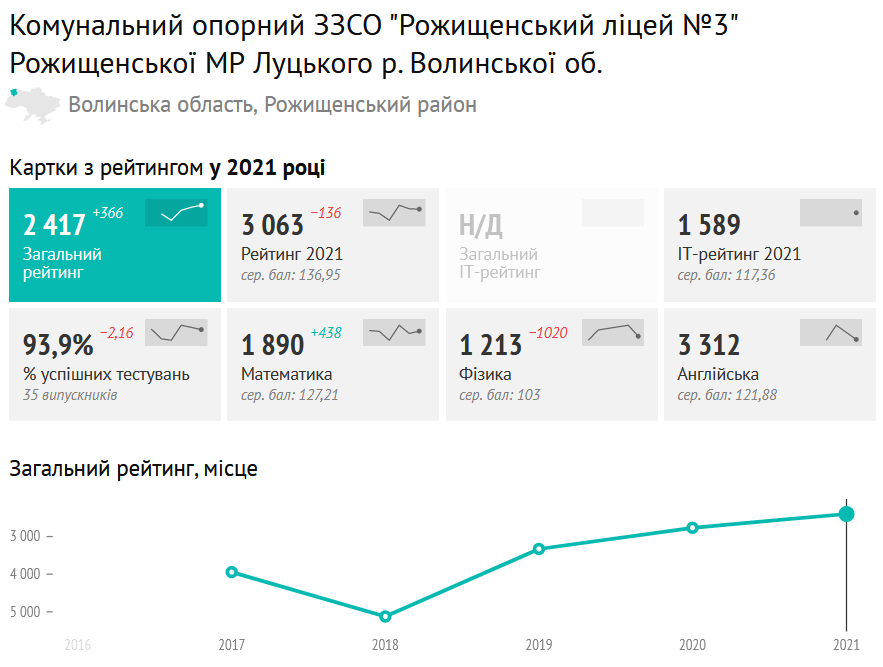 Комунальний опорний ЗЗСО "Рожищенський ліцей №3"
Рожищенської МР Луцького р. Волинської об.
Волинська область, Рожищенський район
Картки з рейтингом у 2021 році
2 417 +366
Загальний
рейтинг
3 063 −136
Рейтинг 2021
сер. бал: 136,95
Н/Д
Загальний
ІТ-рейтинг
1 589
ІТ-рейтинг 2021
сер. бал: 117,36
93,9% −2,16
% успішних тестувань
35 випускників
1 890 +438
Математика
сер. бал: 127,21
1 213 −1020
Фізика
сер. бал: 103
3 312
Англійська
сер. бал: 121,88
Загальний рейтинг, місце
3 000
4 000
5 000
2016 2017 2018 2019 2020 2021